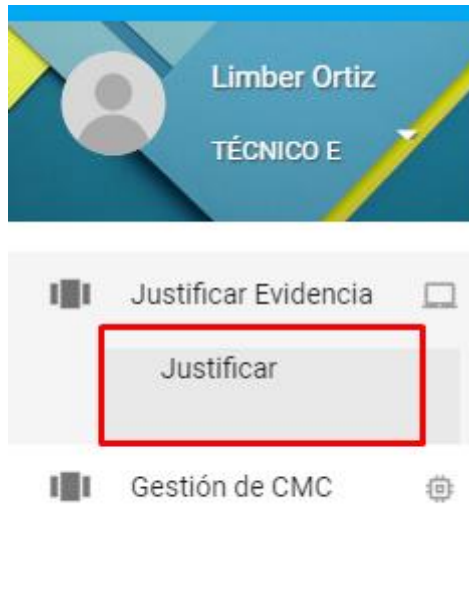 Limber Ortiz
TÉCNICO E
Justificar Evidencia
Justificar
Gestión de CMC